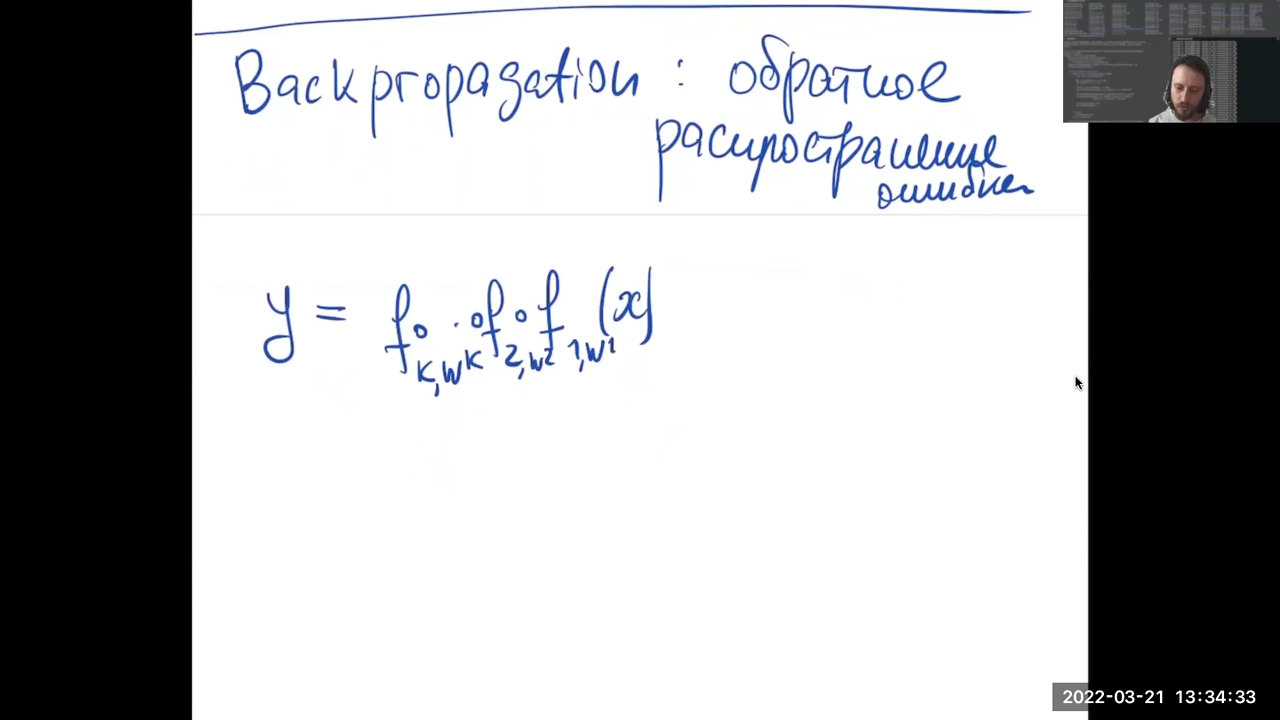 Backpropagation : обратное
распространение
ошибки
y = f_{K,w^K} ∘ . ∘ f_{2,w^2} ∘ f_{1,w^1} (x)
2022-03-21 13:34:33